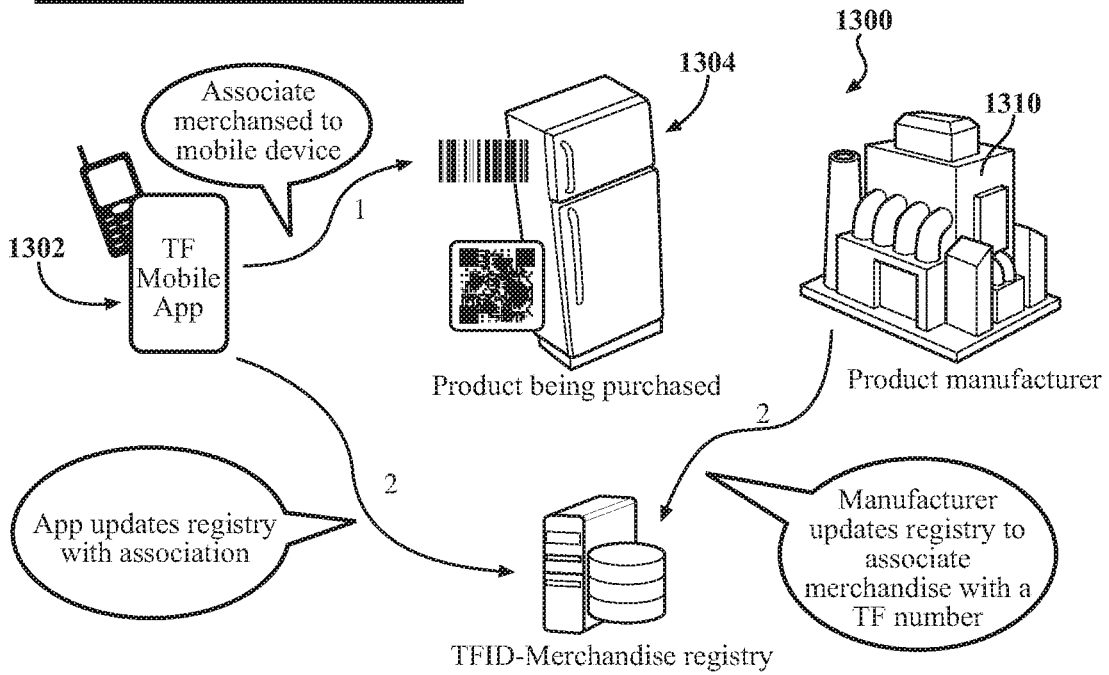 1300
1304
1310
Associate
merchansed to
mobile device
1
1302
TF
Mobile
App
Product being purchased
Product manufacturer
2
2
App updates registry
with association
Manufacturer
updates registry to
associate
merchandise with a
TF number
TFID-Merchandise registry